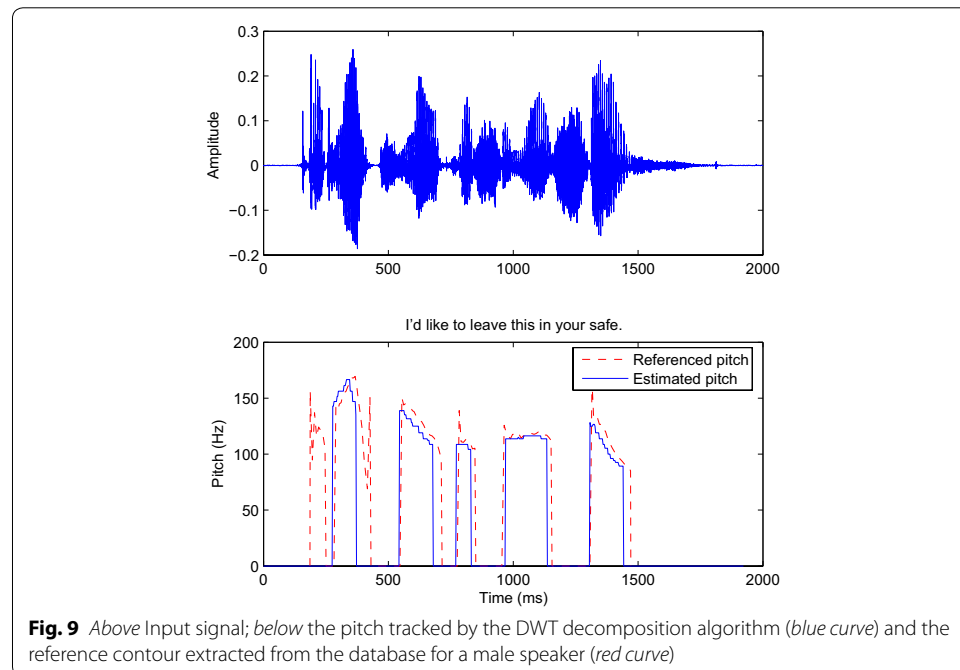 0.3
0.2
0.1
0
−0.1
−0.2
Amplitude
0 500 1000 1500 2000
I'd like to leave this in your safe.
200
150
100
50
0
Pitch (Hz)
Referenced pitch
Estimated pitch
0 500 1000 1500 2000
Time (ms)
Fig. 9 Above Input signal; below the pitch tracked by the DWT decomposition algorithm (blue curve) and the
reference contour extracted from the database for a male speaker (red curve)